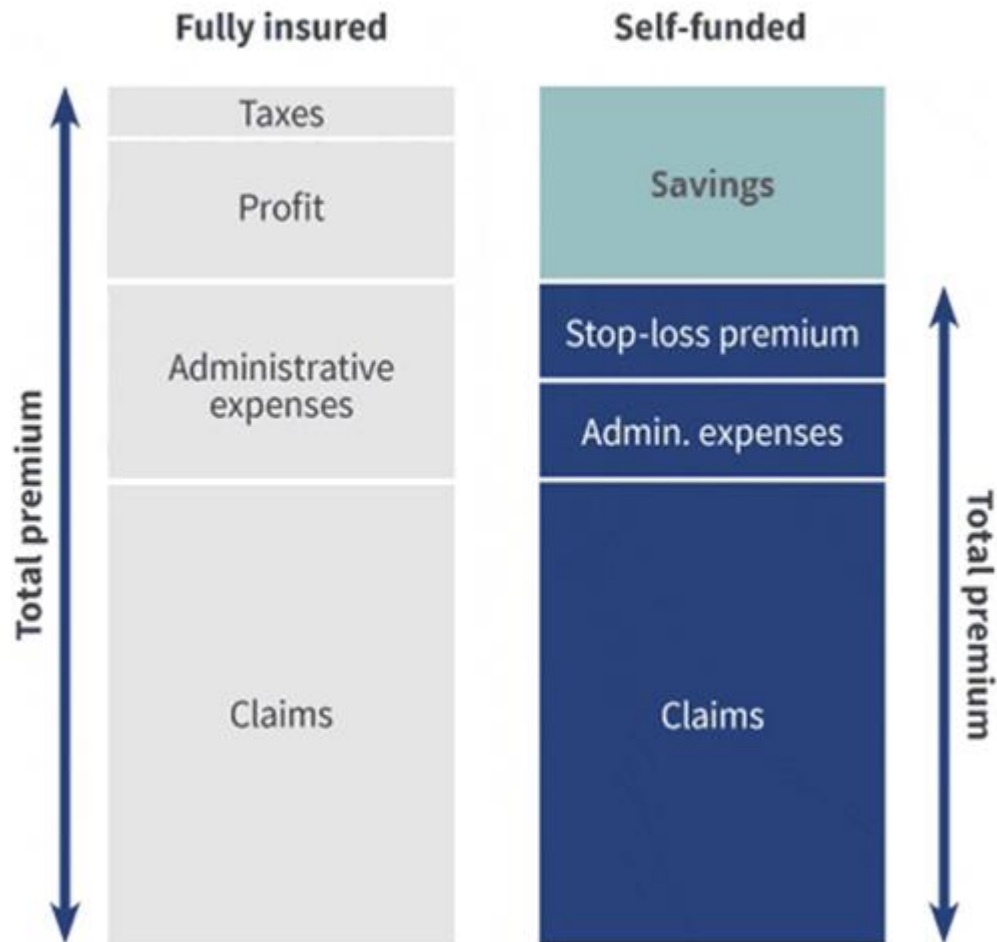 Fully insured
Self-funded
Total premium
Taxes
Profit
Administrative
expenses
Claims
Savings
Stop-loss premium
Admin. expenses
Claims
Total premium